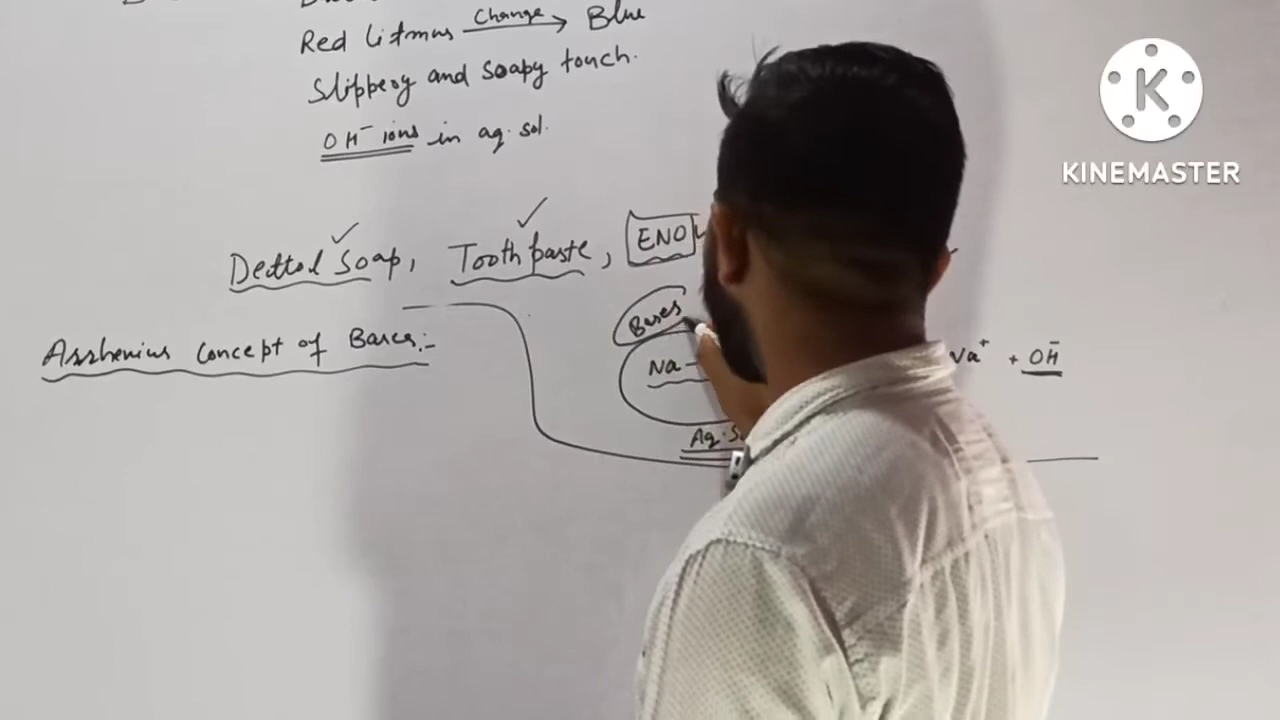 Red Litmus Change → Blue
Slippery and soapy touch.
OH⁻ ions in aq. sol.
Dettol Soap, Tooth paste, ENO
Bases
Na - Na⁺ + OH⁻
Aq. S
Arrhenius Concept of Bases:-
K
KINEMASTER